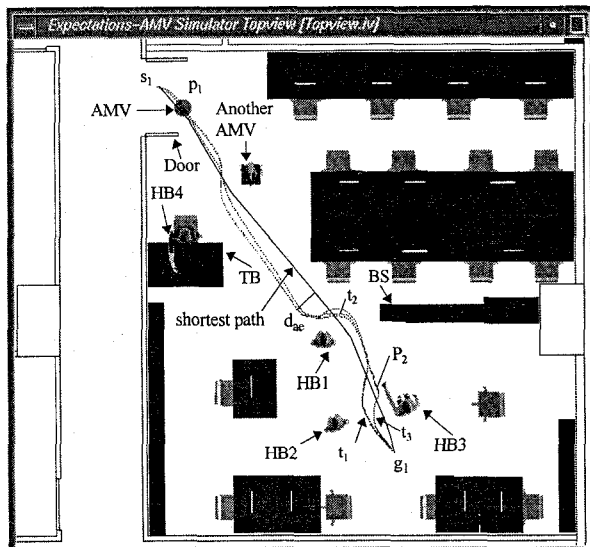 Expectations-AMV Simulator Topview [Topview.iv]
s1
p1
AMV
Another
AMV
Door
HB4
TB
BS
shortest path
dae
t2
HB1
P2
HB2
t1
t3
HB3
g1